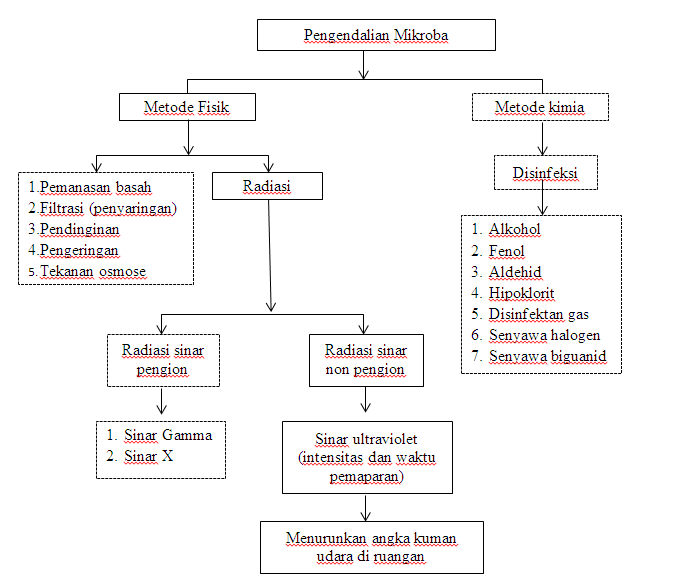 Pengendalian Mikroba
Metode Fisik
Metode kimia
1.Pemanasan basah
2.Filtrasi (penyaringan)
3.Pendinginan
4.Pengeringan
5.Tekanan osmose
Radiasi
Disinfeksi
1. Alkohol
2. Fenol
3. Aldehid
4. Hipoklorit
5. Disinfektan gas
6. Senyawa halogen
7. Senyawa biguanid
Radiasi sinar
pengion
Radiasi sinar
non pengion
1. Sinar Gamma
2. Sinar X
Sinar ultraviolet
(intensitas dan waktu
pemaparan)
Menurunkan angka kuman
udara di ruangan